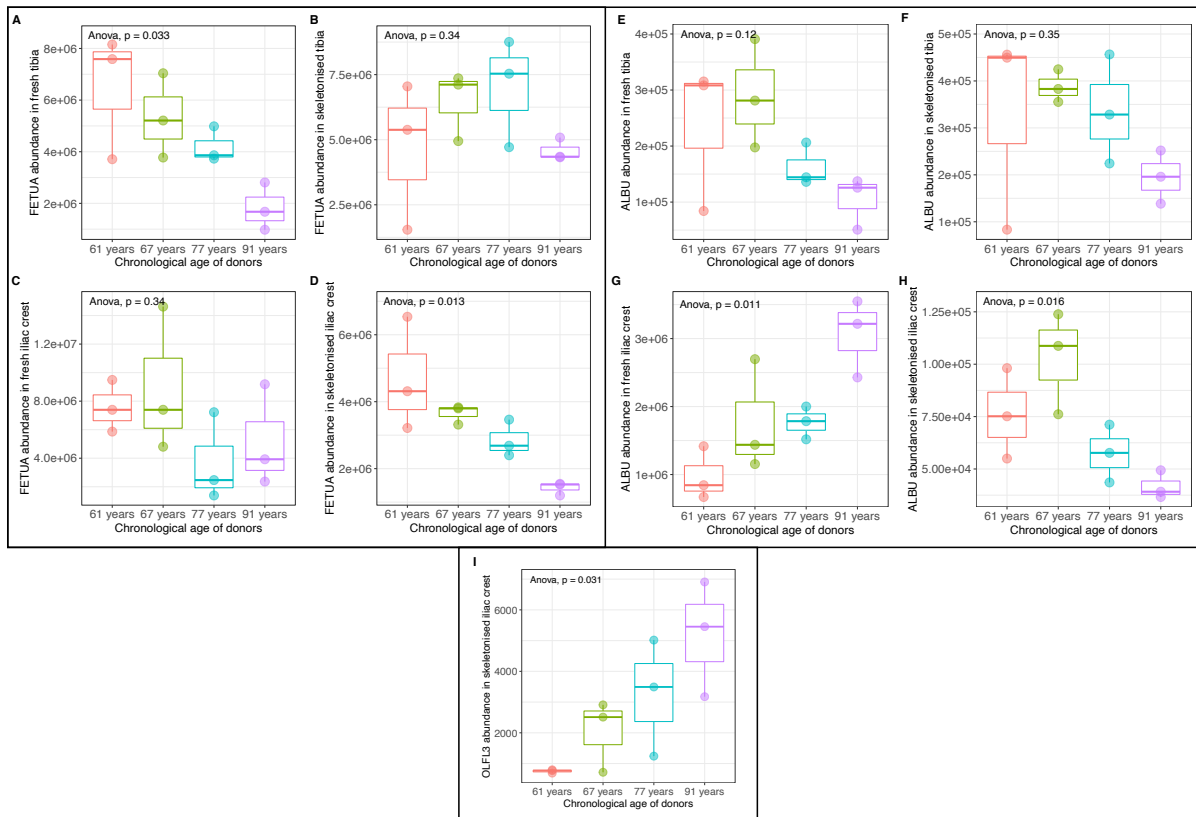 A
Anova, p = 0.033
FETUA abundance in fresh tibia
8e+06
6e+06
4e+06
2e+06
61 years 67 years 77 years 91 years
Chronological age of donors
B
Anova, p = 0.34
FETUA abundance in skeletonised tibia
7.5e+06
5.0e+06
2.5e+06
61 years 67 years 77 years 91 years
Chronological age of donors
E
Anova, p = 0.12
ALBU abundance in fresh tibia
4e+05
3e+05
2e+05
1e+05
61 years 67 years 77 years 91 years
Chronological age of donors
F
Anova, p = 0.35
ALBU abundance in skeletonised tibia
5e+05
4e+05
3e+05
2e+05
1e+05
61 years 67 years 77 years 91 years
Chronological age of donors
C
Anova, p = 0.34
FETUA abundance in fresh iliac crest
1.2e+07
8.0e+06
4.0e+06
61 years 67 years 77 years 91 years
Chronological age of donors
D
Anova, p = 0.013
FETUA abundance in skeletonised iliac crest
6e+06
4e+06
2e+06
61 years 67 years 77 years 91 years
Chronological age of donors
G
Anova, p = 0.011
ALBU abundance in fresh iliac crest
3e+06
2e+06
1e+06
61 years 67 years 77 years 91 years
Chronological age of donors
H
Anova, p = 0.016
ALBU abundance in skeletonised iliac crest
1.25e+05
1.00e+05
7.50e+04
5.00e+04
61 years 67 years 77 years 91 years
Chronological age of donors
I
Anova, p = 0.031
OLFL3 abundance in skeletonised iliac crest
6000
4000
2000
61 years 67 years 77 years 91 years
Chronological age of donors